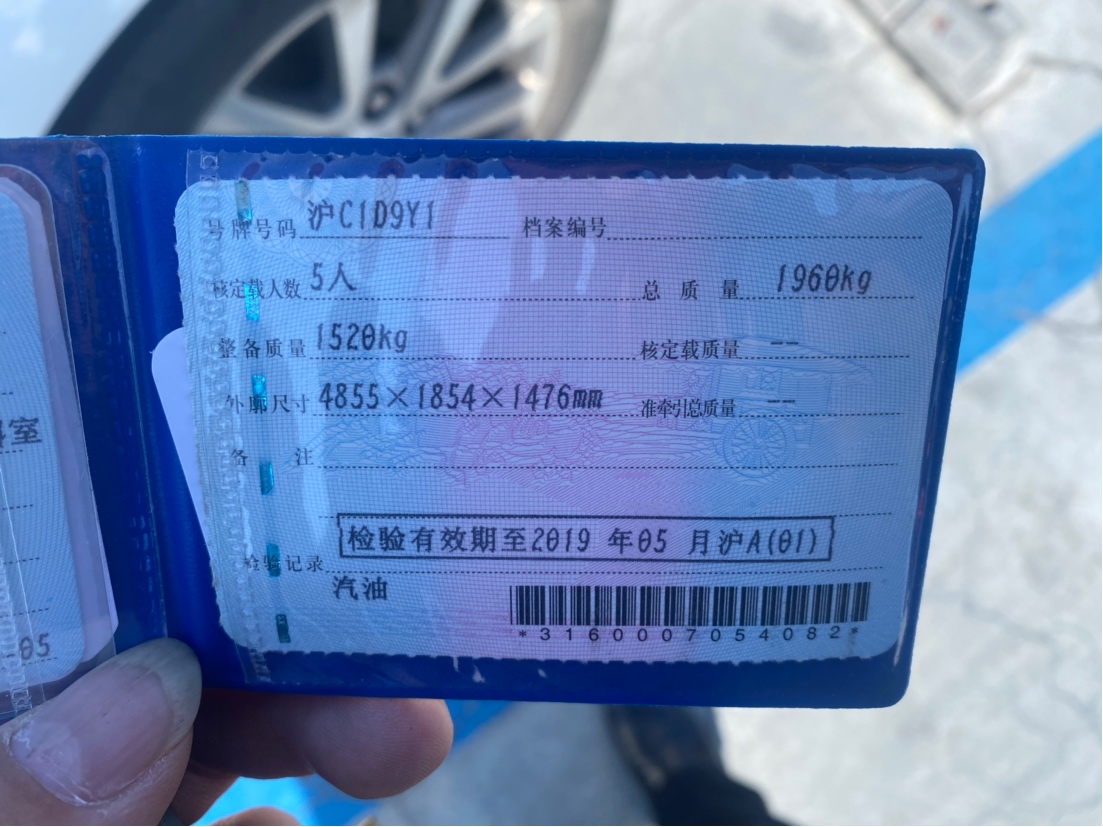 号牌号码 沪C1D9Y1 档案编号
核定载人数 5人 总质量 1960kg
整备质量 1520kg 核定载质量 --
外廓尺寸 4855×1854×1476mm 准牵引总质量 --
备注
检验有效期至2019 年05 月沪A(01)
检验记录
汽油
*3160007054082*
室
05